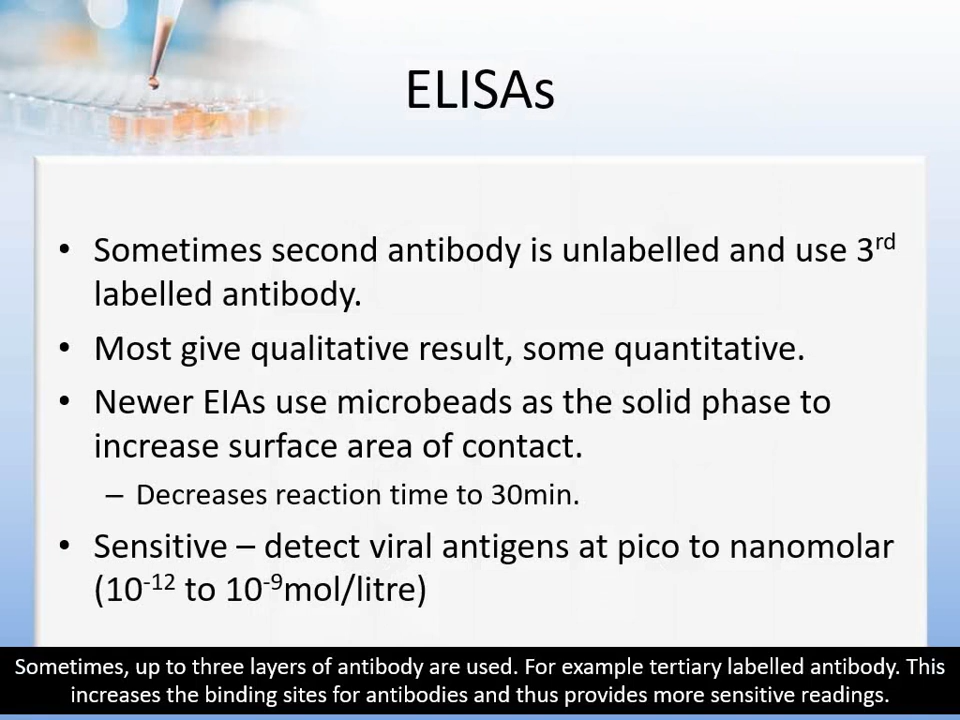 ELISAs
• Sometimes second antibody is unlabelled and use 3rd
labelled antibody.
• Most give qualitative result, some quantitative.
• Newer EIAs use microbeads as the solid phase to
increase surface area of contact.
– Decreases reaction time to 30min.
• Sensitive – detect viral antigens at pico to nanomolar
(10-12 to 10-9mol/litre)
Sometimes, up to three layers of antibody are used. For example tertiary labelled antibody. This
increases the binding sites for antibodies and thus provides more sensitive readings.